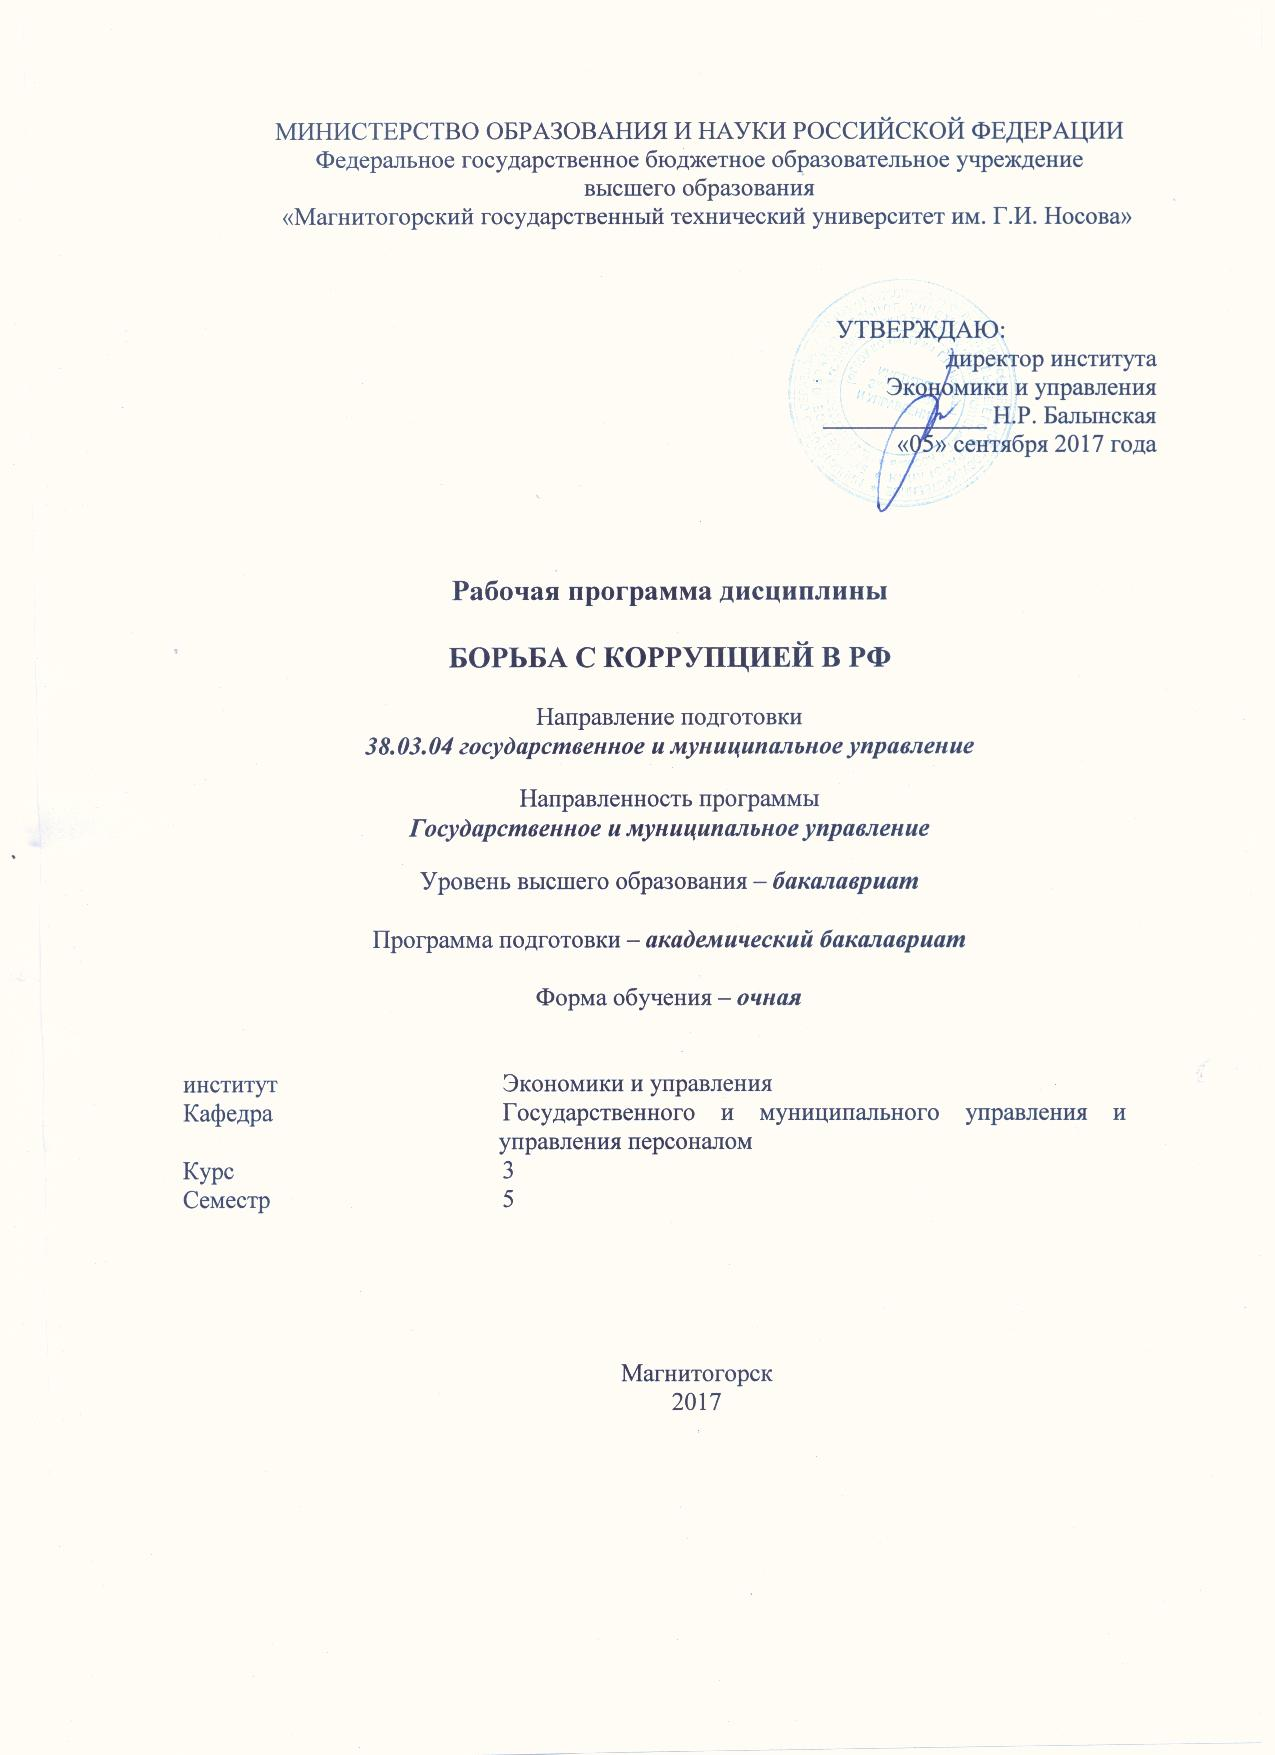 МИНИСТЕРСТВО ОБРАЗОВАНИЯ И НАУКИ РОССИЙСКОЙ ФЕДЕРАЦИИ
Федеральное государственное бюджетное образовательное учреждение
высшего образования
«Магнитогорский государственный технический университет им. Г.И. Носова»
УТВЕРЖДАЮ:
директор института
Экономики и управления
Н.Р. Балынская
«05» сентября 2017 года
Рабочая программа дисциплины
БОРЬБА С КОРРУПЦИЕЙ В РФ
Направление подготовки
38.03.04 государственное и муниципальное управление
Направленность программы
Государственное и муниципальное управление
Уровень высшего образования – бакалавриат
Программа подготовки – академический бакалавриат
Форма обучения – очная
институт Экономики и управления
Кафедра Государственного и муниципального управления и
управления персоналом
Курс 3
Семестр 5
Магнитогорск
2017